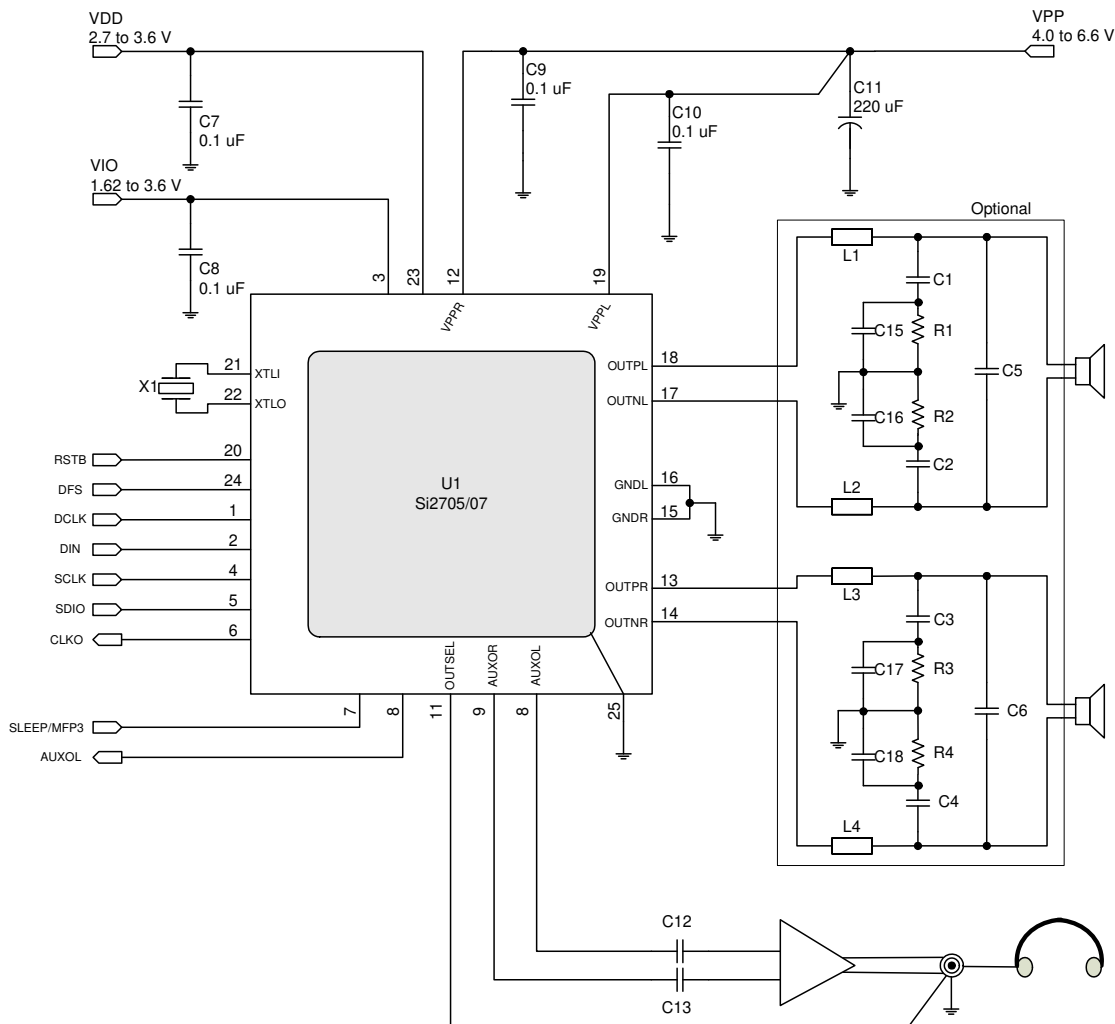 VDD
2.7 to 3.6 V
VPP
4.0 to 6.6 V
C7
0.1 uF
C9
0.1 uF
C10
0.1 uF
C11
220 uF
VIO
1.62 to 3.6 V
C8
0.1 uF
Optional
3
23
12
19
VPPR
VPPL
X1
21
XTLI
22
XTLO
RSTB
20
DFS
24
DCLK
1
DIN
2
SCLK
4
SDIO
5
CLKO
6
U1
Si2705/07
OUTPL
18
OUTNL
17
GNDL
16
GNDR
15
OUTPR
13
OUTNR
14
L1
C1
C15
R1
C5
C16
R2
C2
L2
L3
C3
C17
R3
C6
C18
R4
C4
L4
OUTSEL
AUXOR
AUXOL
7
8
11
9
8
25
SLEEP/MFP3
AUXOL
C12
C13